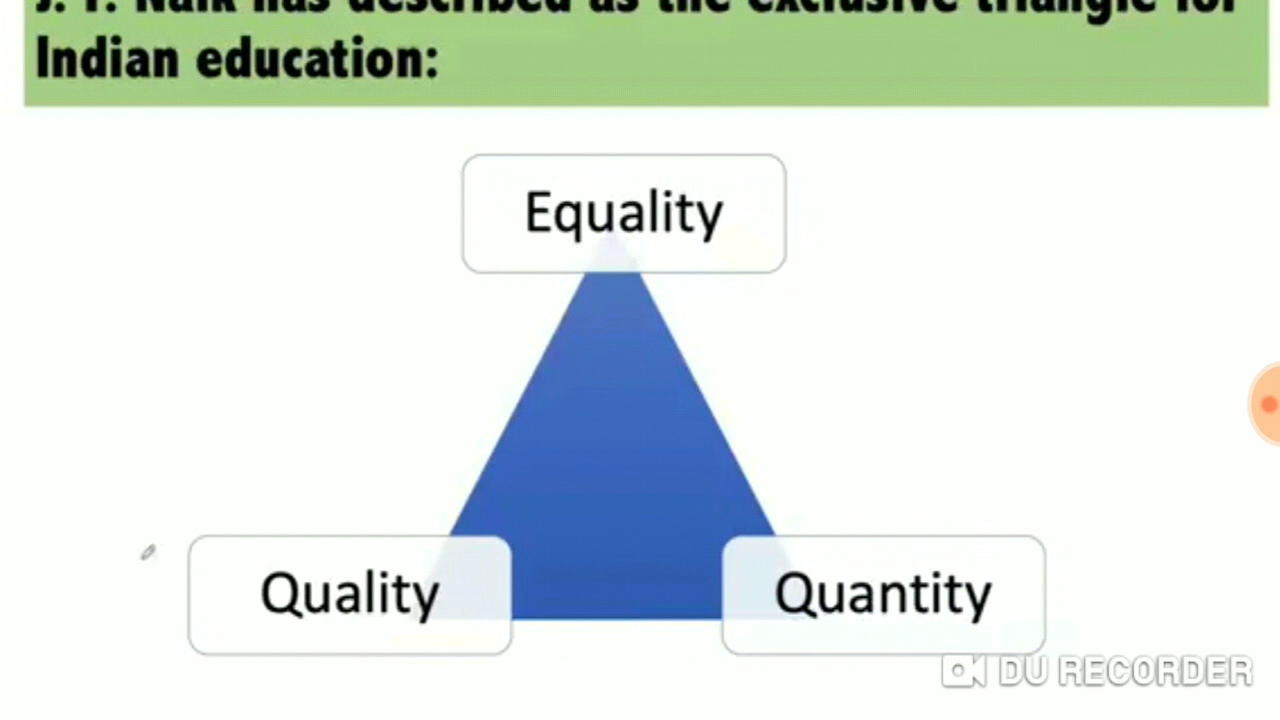 J. P. Naik has described as the exclusive triangle for
Indian education:
Equality
Quality
Quantity
DU RECORDER